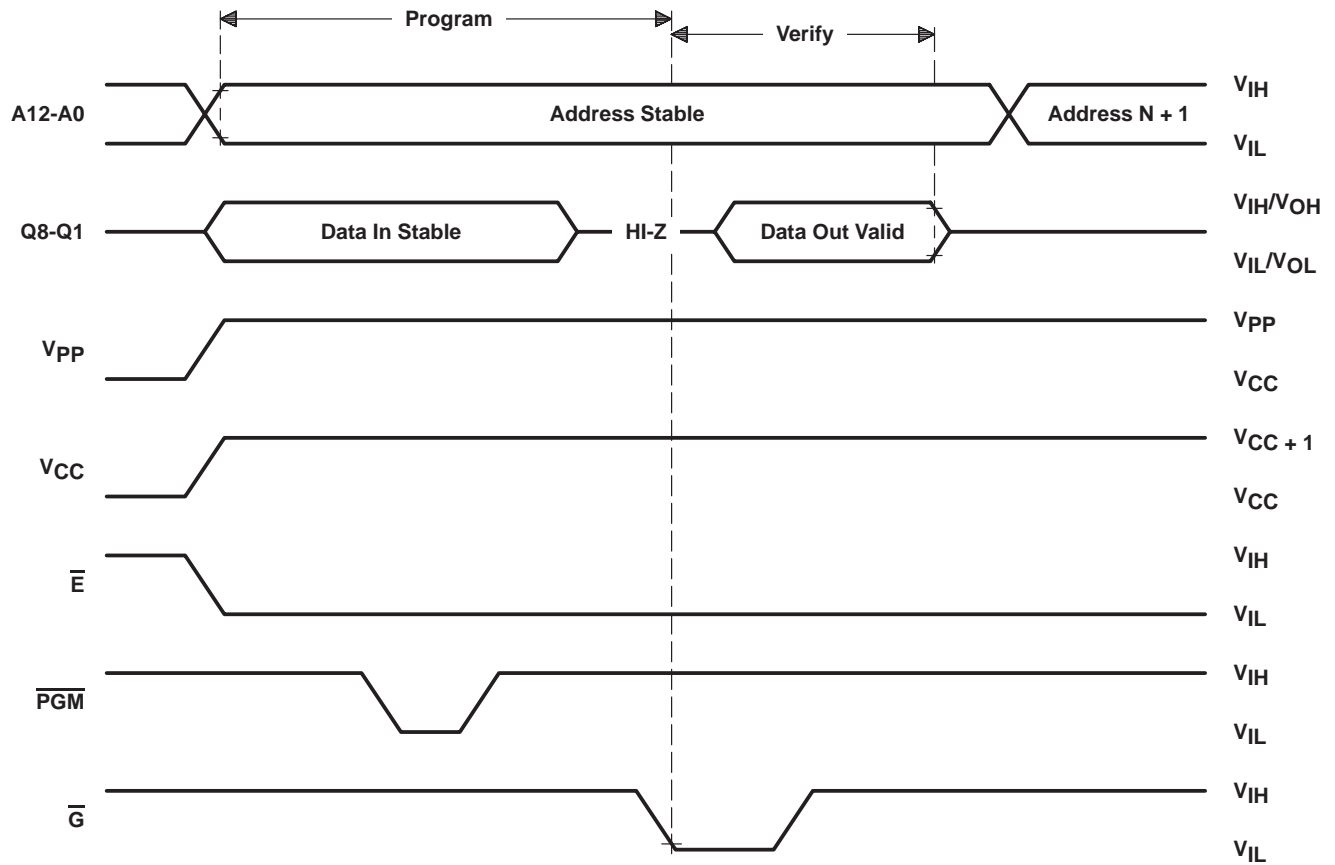 Program
Verify
A12-A0
Address Stable
Address N + 1
VIH
VIL
Q8-Q1
Data In Stable
HI-Z
Data Out Valid
VIH/VOH
VIL/VOL
VPP
VPP
VCC
VCC
VCC + 1
VCC
E̅
VIH
VIL
P̅G̅M̅
VIH
VIL
G̅
VIH
VIL